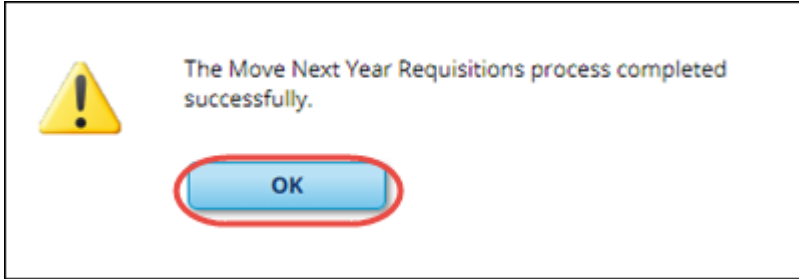 The Move Next Year Requisitions process completed
successfully.
OK